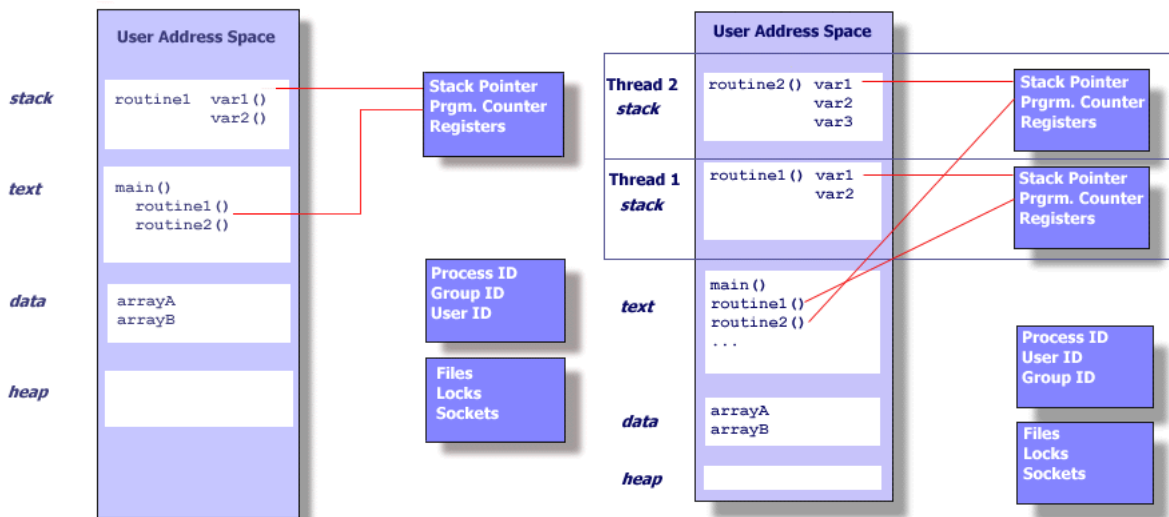 User Address Space
stack
routine1 var1()
var2()
Stack Pointer
Prgm. Counter
Registers
text
main()
routine1()
routine2()
Process ID
Group ID
User ID
data
arrayA
arrayB
Files
Locks
Sockets
heap
User Address Space
Thread 2
stack
routine2() var1
var2
var3
Stack Pointer
Prgrm. Counter
Registers
Thread 1
stack
routine1() var1
var2
Stack Pointer
Prgrm. Counter
Registers
text
main()
routine1()
routine2()
...
Process ID
User ID
Group ID
data
arrayA
arrayB
Files
Locks
Sockets
heap